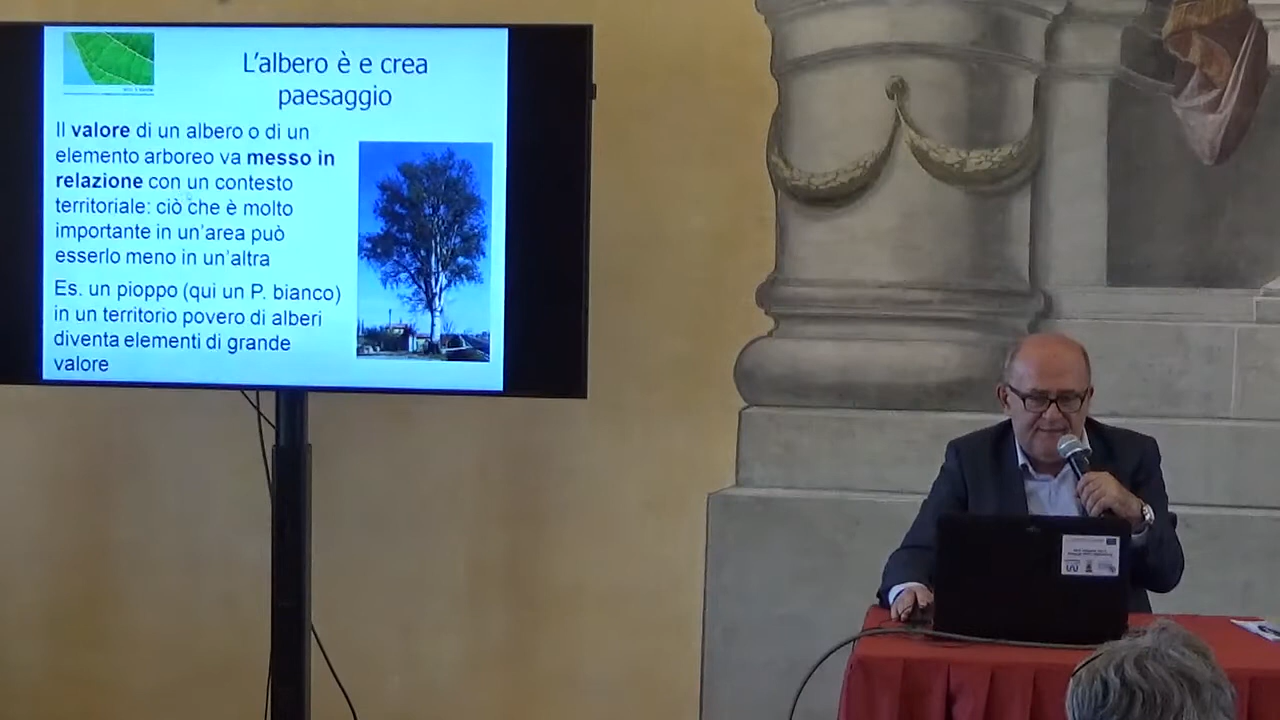 L'albero è e crea
paesaggio
Il valore di un albero o di un
elemento arboreo va messo in
relazione con un contesto
territoriale: ciò che è molto
importante in un'area può
esserlo meno in un'altra
Es. un pioppo (qui un P. bianco)
in un territorio povero di alberi
diventa elementi di grande
valore